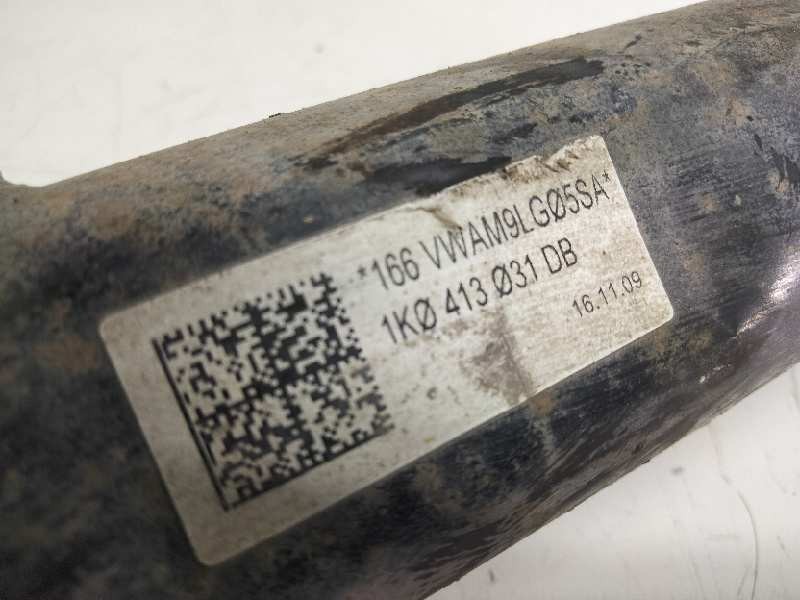 *166 VWAM9LGØ5SA*
1KØ 413 Ø31 DB
16.11.09